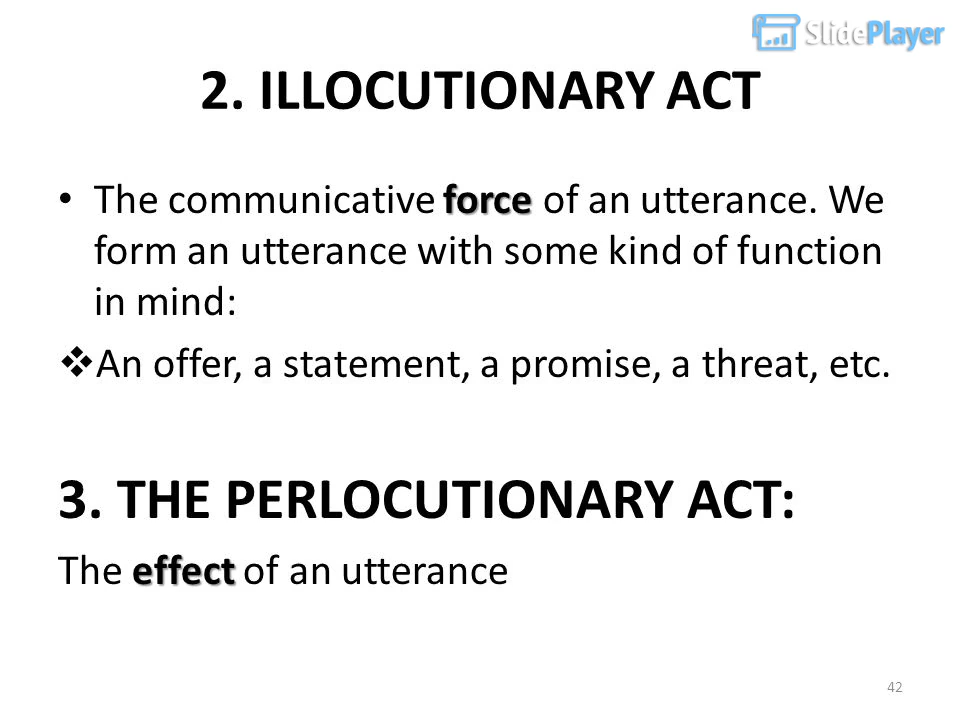 SlidePlayer
2. ILLOCUTIONARY ACT
• The communicative force of an utterance. We
form an utterance with some kind of function
in mind:
❖An offer, a statement, a promise, a threat, etc.
3. THE PERLOCUTIONARY ACT:
The effect of an utterance
42